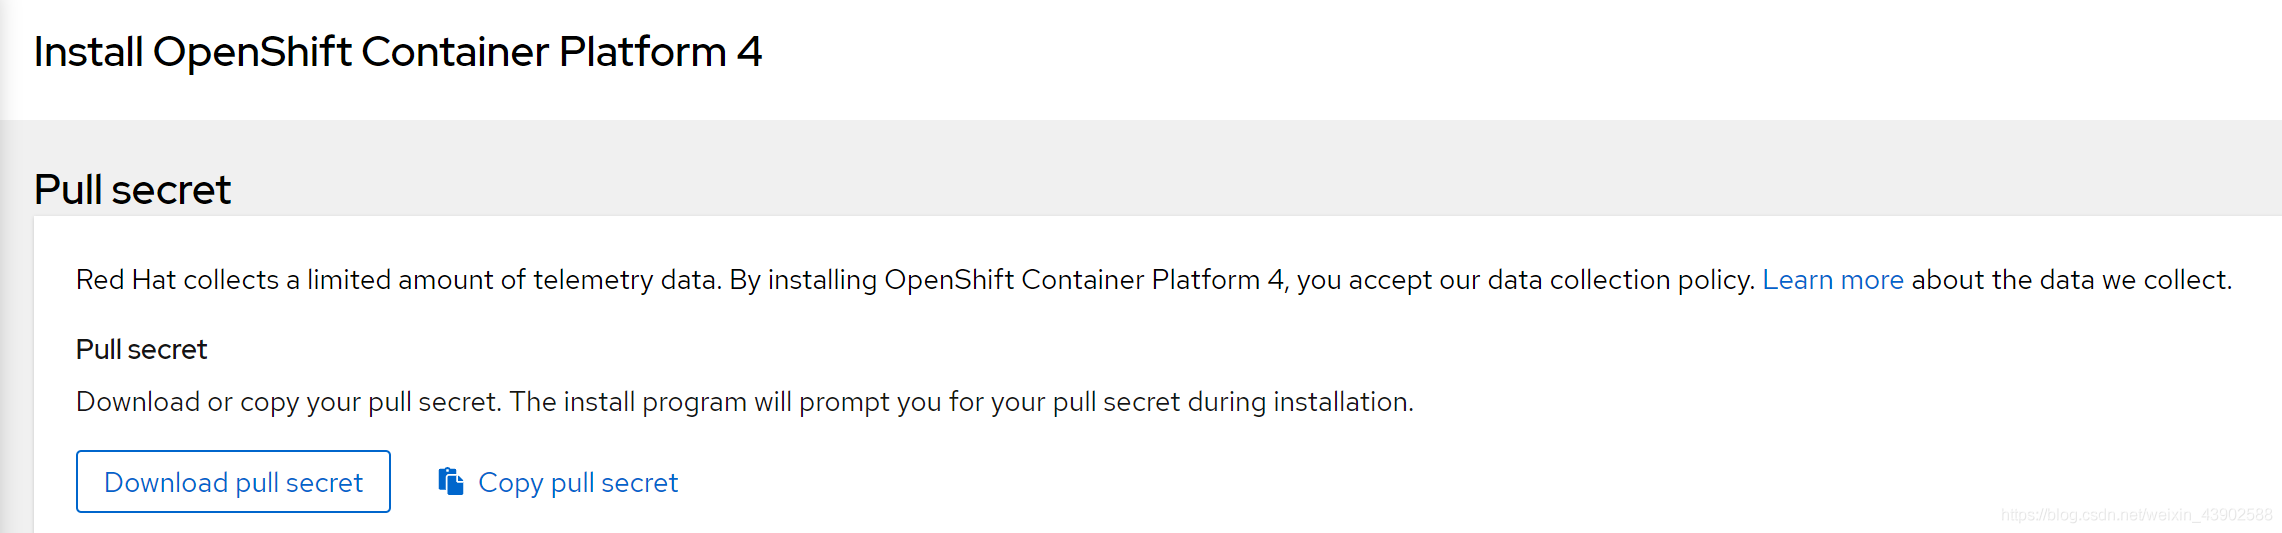 Install OpenShift Container Platform 4
Pull secret
Red Hat collects a limited amount of telemetry data. By installing OpenShift Container Platform 4, you accept our data collection policy. Learn more about the data we collect.
Pull secret
Download or copy your pull secret. The install program will prompt you for your pull secret during installation.
Download pull secret
Copy pull secret
https://blog.csdn.net/weixin_43902588